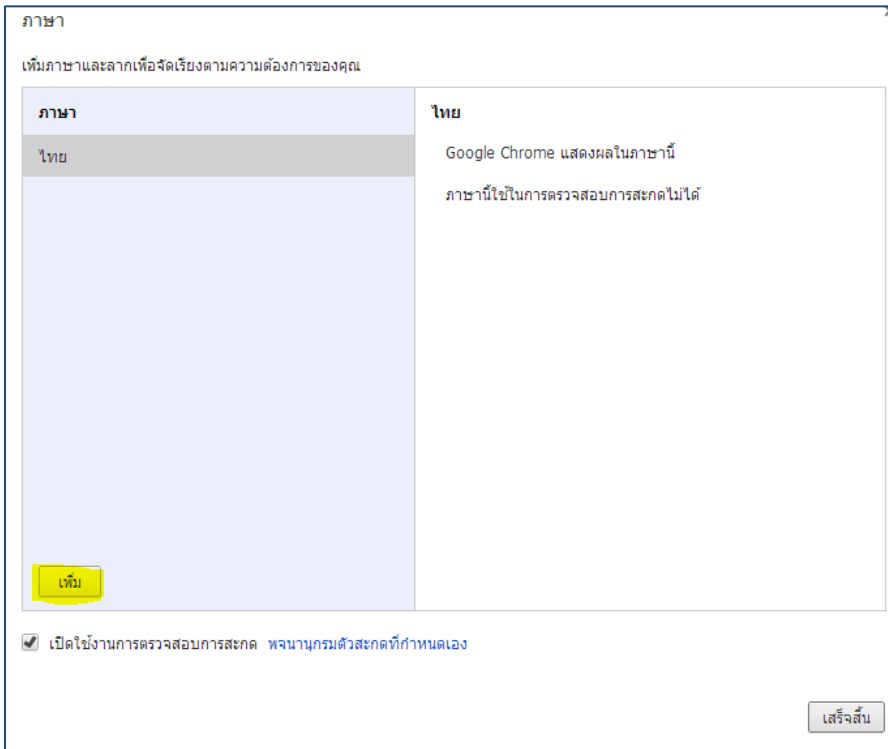 ภาษา
เพิ่มภาษาและลากเพื่อจัดเรียงตามความต้องการของคุณ
ภาษา
ไทย
ไทย
Google Chrome แสดงผลในภาษานี้
ภาษานี้ใช้ในการตรวจสอบการสะกดไม่ได้
เพิ่ม
เปิดใช้งานการตรวจสอบการสะกด พจนานุกรมตัวสะกดที่กำหนดเอง
เสร็จสิ้น